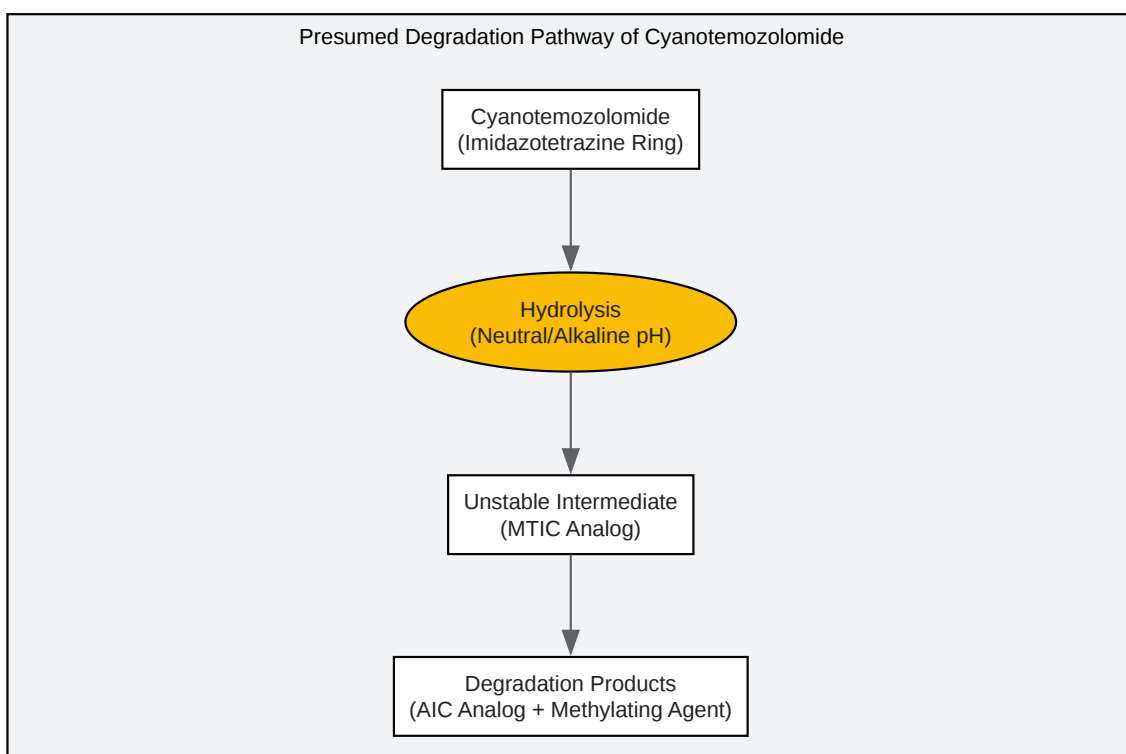 Presumed Degradation Pathway of Cyanotemozolomide
Cyanotemozolomide
(Imidazotetrazine Ring)
Hydrolysis
(Neutral/Alkaline pH)
Unstable Intermediate
(MTIC Analog)
Degradation Products
(AIC Analog + Methylating Agent)